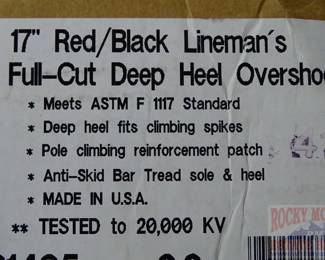 17" Red/Black Lineman's
Full-Cut Deep Heel Oversho
* Meets ASTM F 1117 Standard
* Deep heel fits climbing spikes
* Pole climbing reinforcement patch
* Anti-Skid Bar Tread sole & heel
* MADE IN U.S.A.
** TESTED to 20,000 KV
ROCKY MO